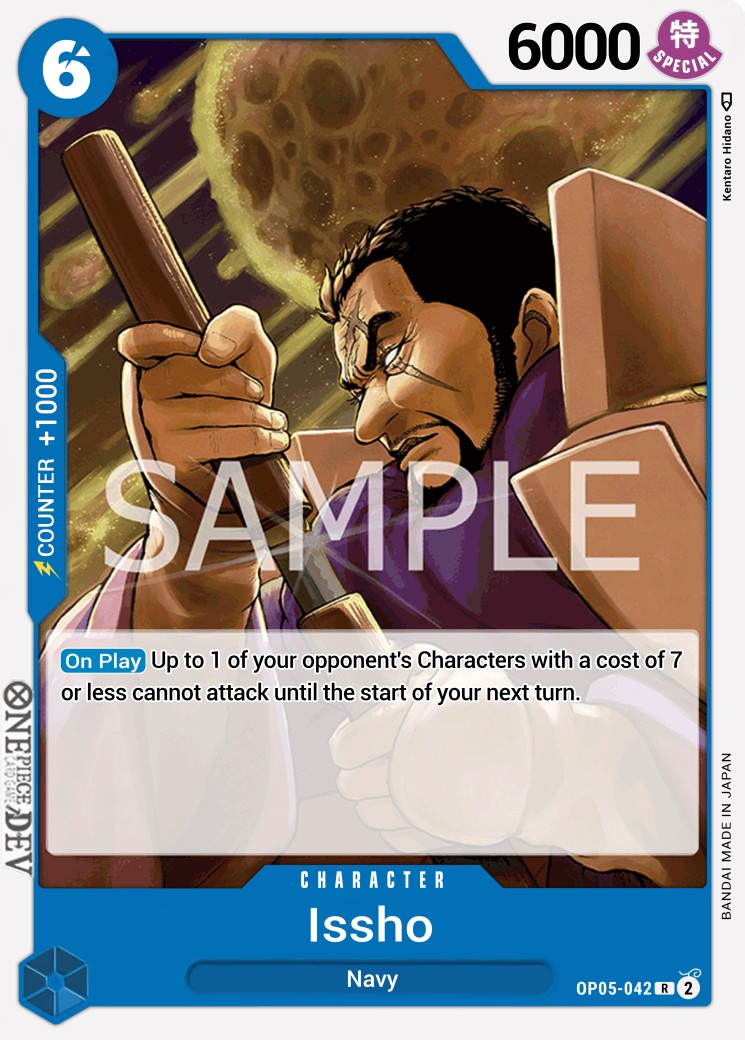 6
6000
特
SPECIAL
Kentaro Hidano
COUNTER +1000
SAMPLE
On Play Up to 1 of your opponent's Characters with a cost of 7
or less cannot attack until the start of your next turn.
ONE PIECE
CARD GAME
DEV
BANDAI MADE IN JAPAN
CHARACTER
Issho
Navy
OP05-042 R 2